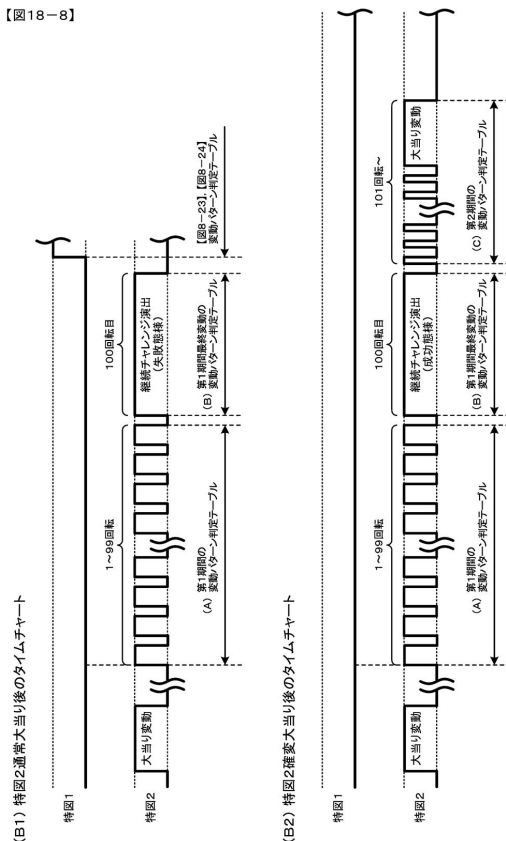 【図18-8】
(B1) 特図2通常大当り後のタイムチャート
特図1
特図2
大当り変動
1~99回転
100回転目
継続チャレンジ演出
(失敗態様)
(A) 第1期間の
変動パターン判定テーブル
(B) 第1期間最終変動の
変動パターン判定テーブル
【図8-23】,【図8-24】
変動パターン判定テーブル
(B2) 特図2確変大当り後のタイムチャート
特図1
特図2
大当り変動
1~99回転
100回転目
101回転~
継続チャレンジ演出
(成功態様)
大当り変動
(A) 第1期間の
変動パターン判定テーブル
(B) 第1期間最終変動の
変動パターン判定テーブル
(C) 第2期間の
変動パターン判定テーブル